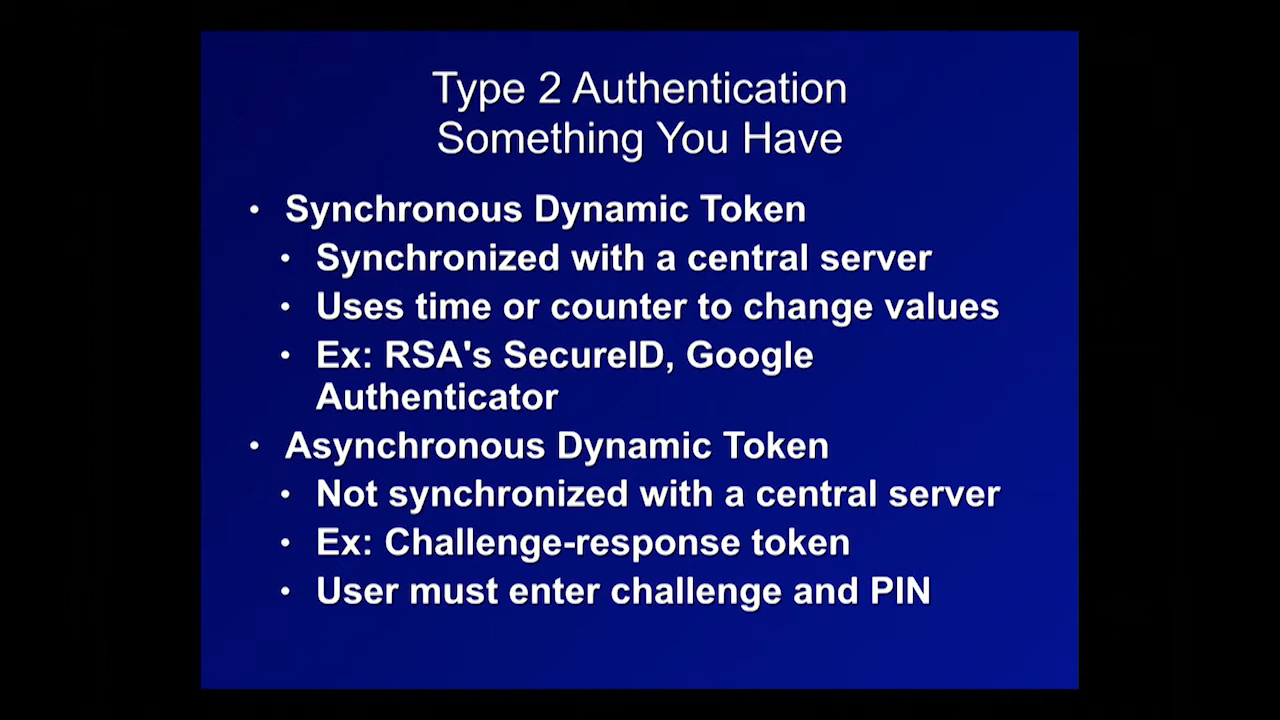 Type 2 Authentication
Something You Have
• Synchronous Dynamic Token
• Synchronized with a central server
• Uses time or counter to change values
• Ex: RSA's SecureID, Google
Authenticator
• Asynchronous Dynamic Token
• Not synchronized with a central server
• Ex: Challenge-response token
• User must enter challenge and PIN